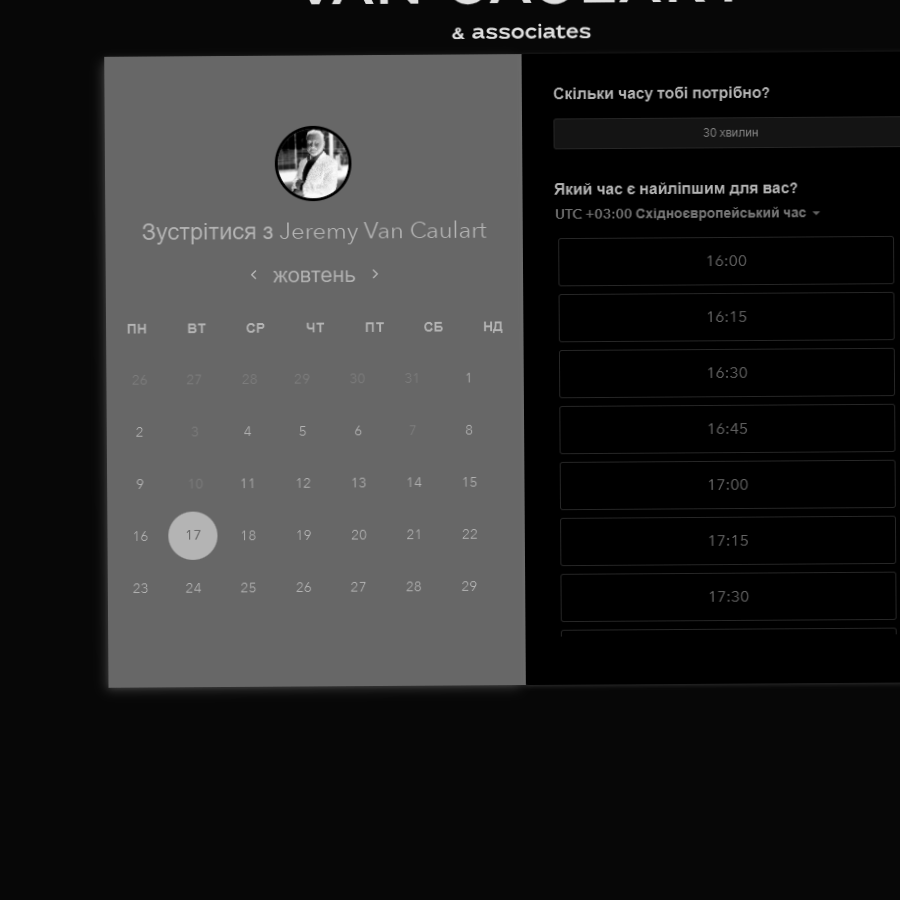 VAN CAULART
& associates
Зустрітися з Jeremy Van Caulart
жовтень
ПН ВТ СР ЧТ ПТ СБ НД
26 27 28 29 30 31 1
2 3 4 5 6 7 8
9 10 11 12 13 14 15
16 17 18 19 20 21 22
23 24 25 26 27 28 29
Скільки часу тобі потрібно?
30 хвилин
Який час є найліпшим для вас?
UTC +03:00 Східноєвропейський час
16:00
16:15
16:30
16:45
17:00
17:15
17:30